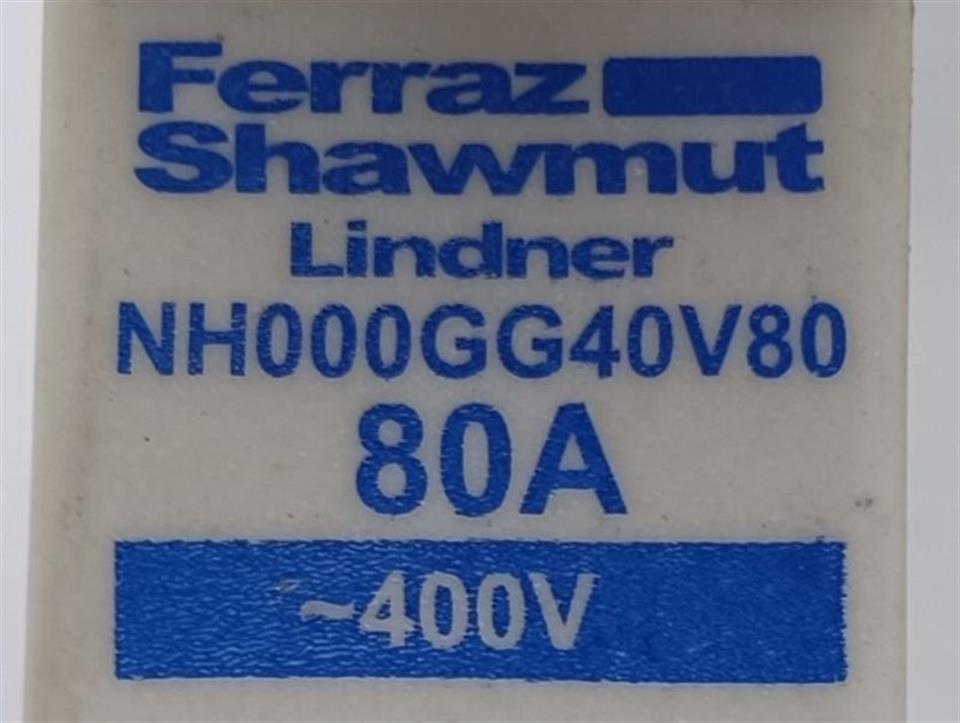 Ferraz
Shawmut
Lindner
NH000GG40V80
80A
~400V